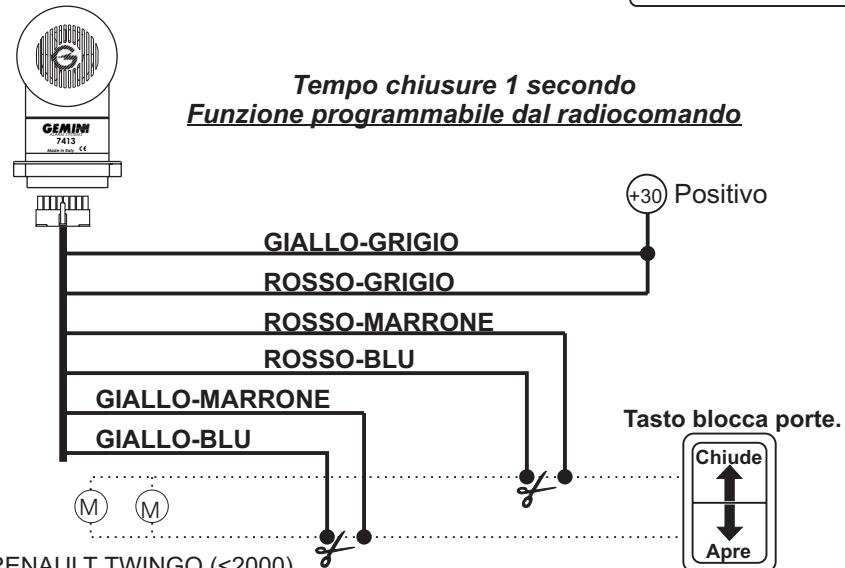 Tempo chiusure 1 secondo
Funzione programmabile dal radiocomando
GEMINI
7413
Made in Italy CE
+30 Positivo
GIALLO-GRIGIO
ROSSO-GRIGIO
ROSSO-MARRONE
ROSSO-BLU
GIALLO-MARRONE
GIALLO-BLU
Tasto blocca porte.
Chiude
M M
Apre
RENAULT TWINGO (<2000)